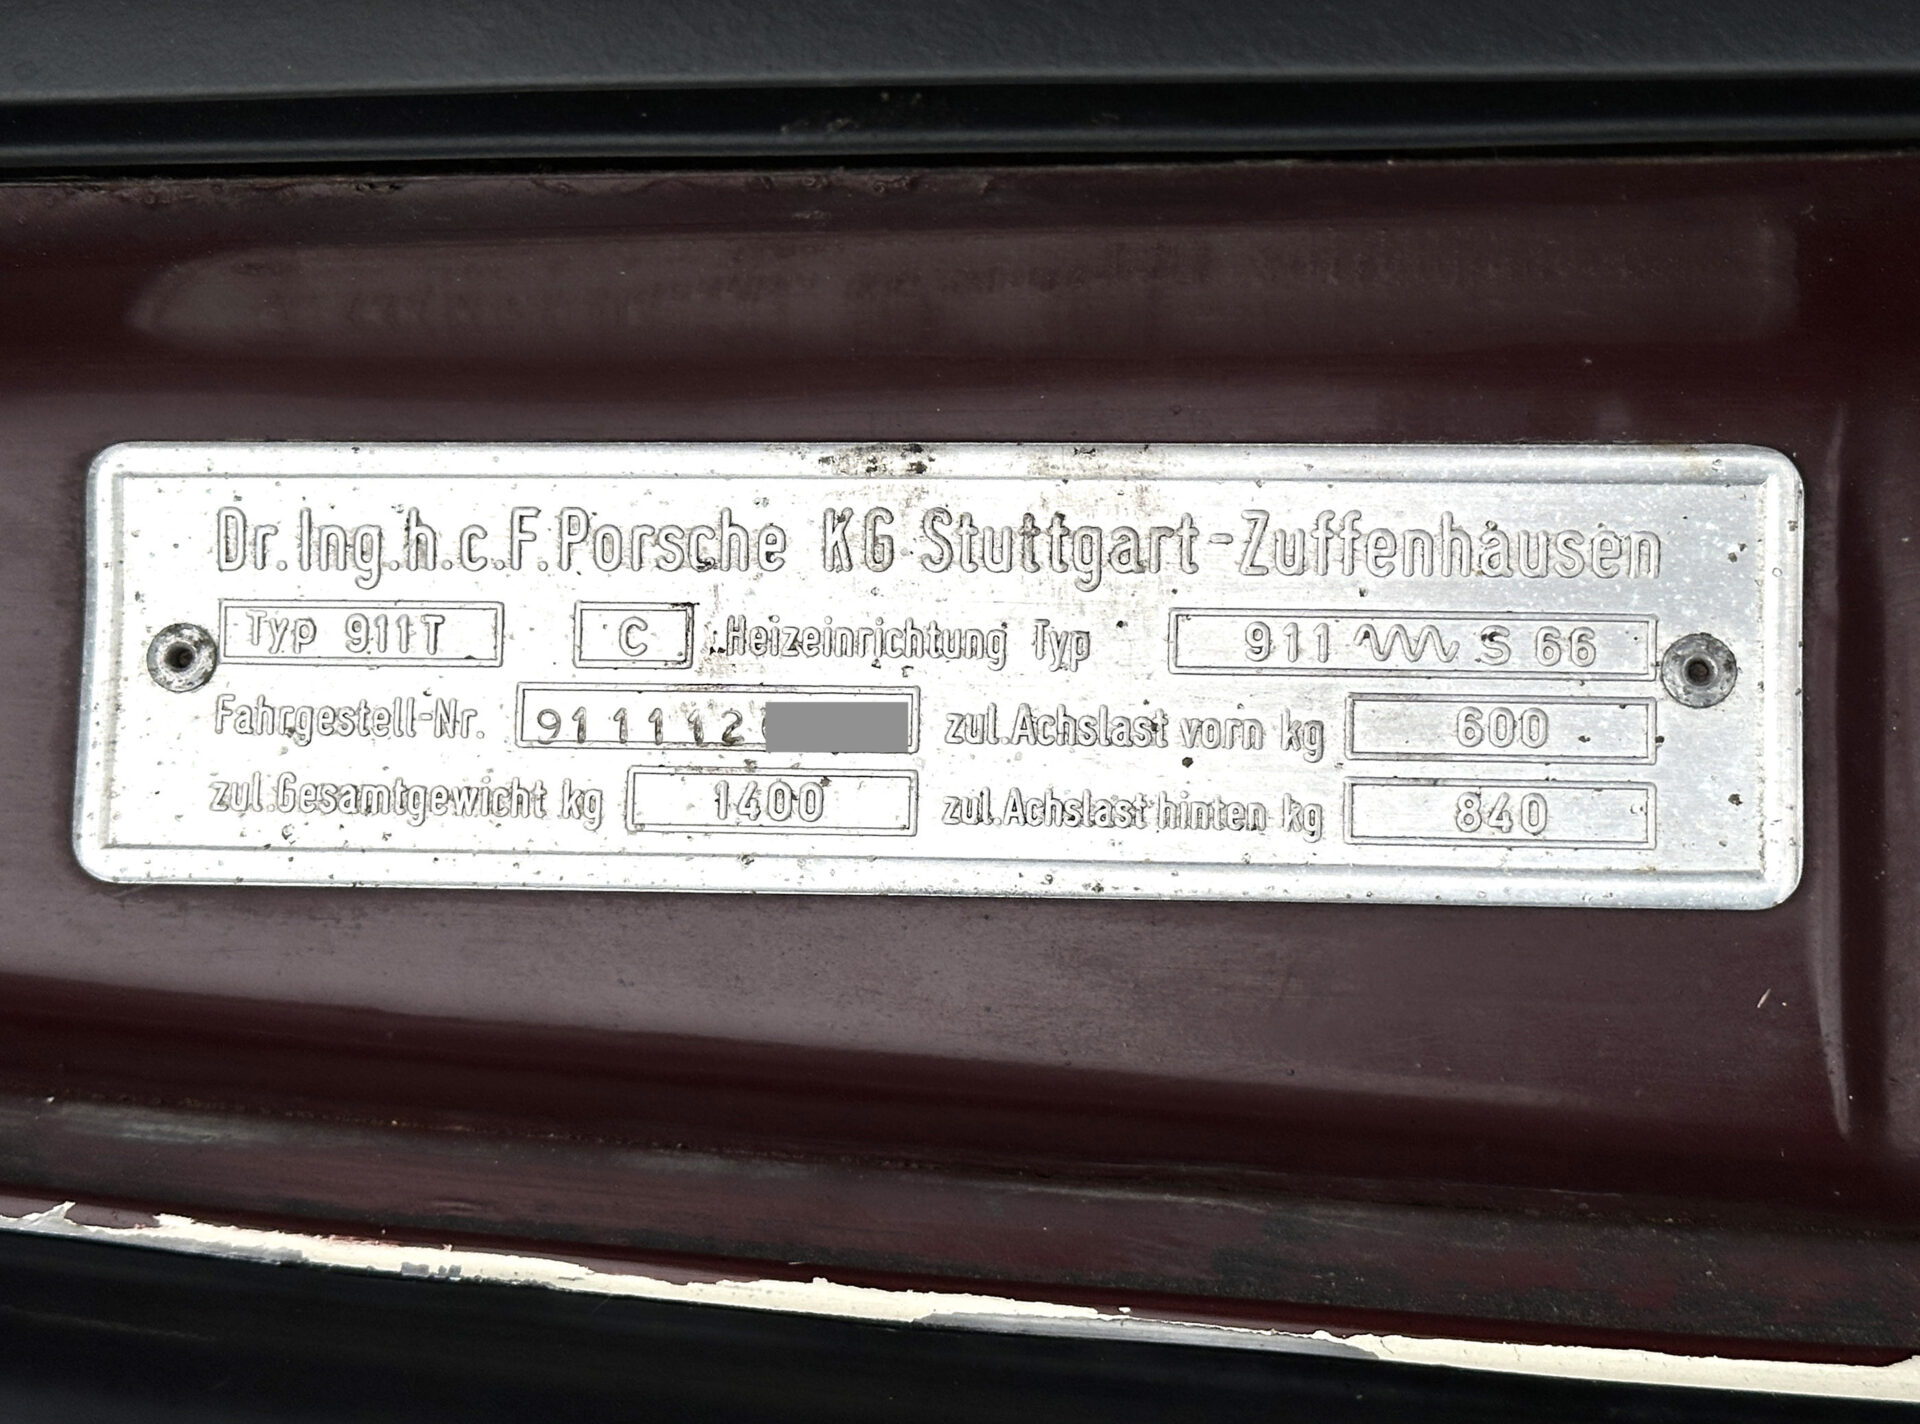 Dr.Ing.h.c.F.Porsche KG Stuttgart-Zuffenhausen
Typ 911T C Heizeinrichtung Typ 911 S 66
Fahrgestell-Nr. 911112 zul.Achslast vorn kg 600
zul.Gesamtgewicht kg 1400 zul.Achslast hinten kg 840